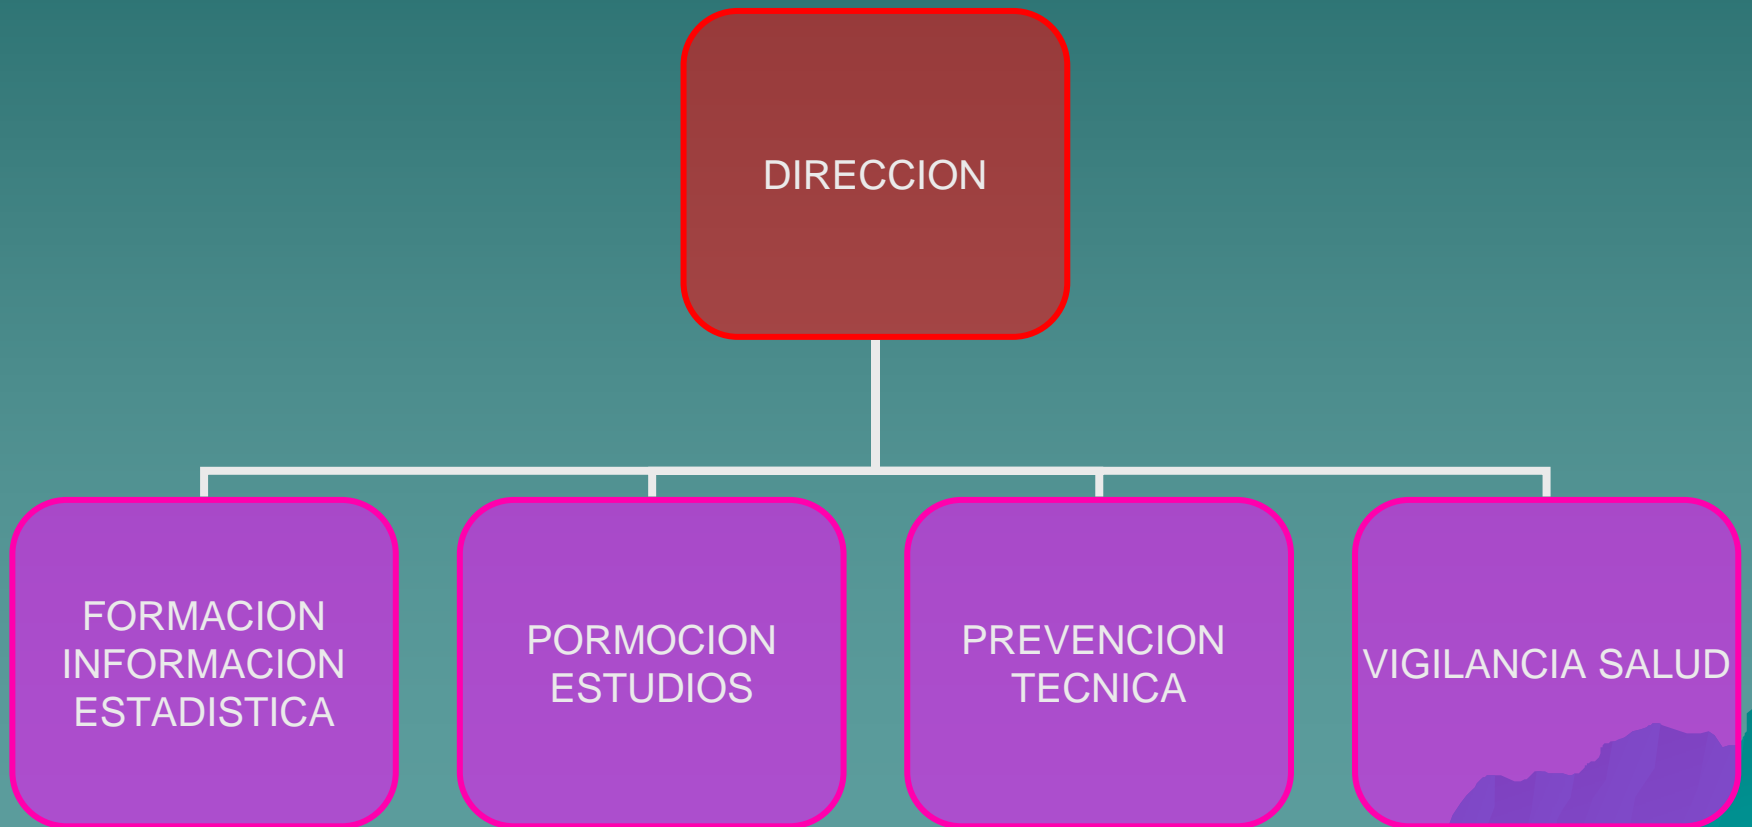 DIRECCION
FORMACION
INFORMACION
ESTADISTICA
PORMOCION
ESTUDIOS
PREVENCION
TECNICA
VIGILANCIA SALUD